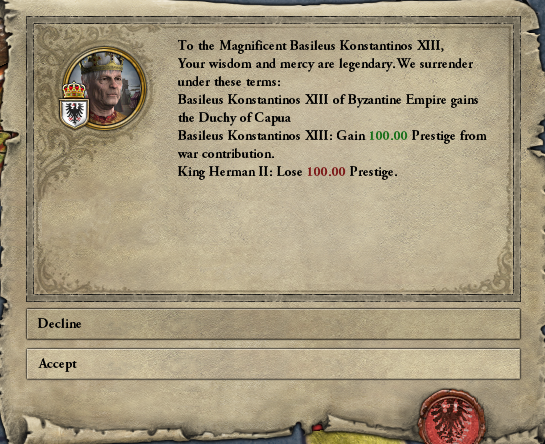 To the Magnificent Basileus Konstantinos XIII,
Your wisdom and mercy are legendary. We surrender
under these terms:
Basileus Konstantinos XIII of Byzantine Empire gains
the Duchy of Capua
Basileus Konstantinos XIII: Gain 100.00 Prestige from
war contribution.
King Herman II: Lose 100.00 Prestige.
Decline
Accept